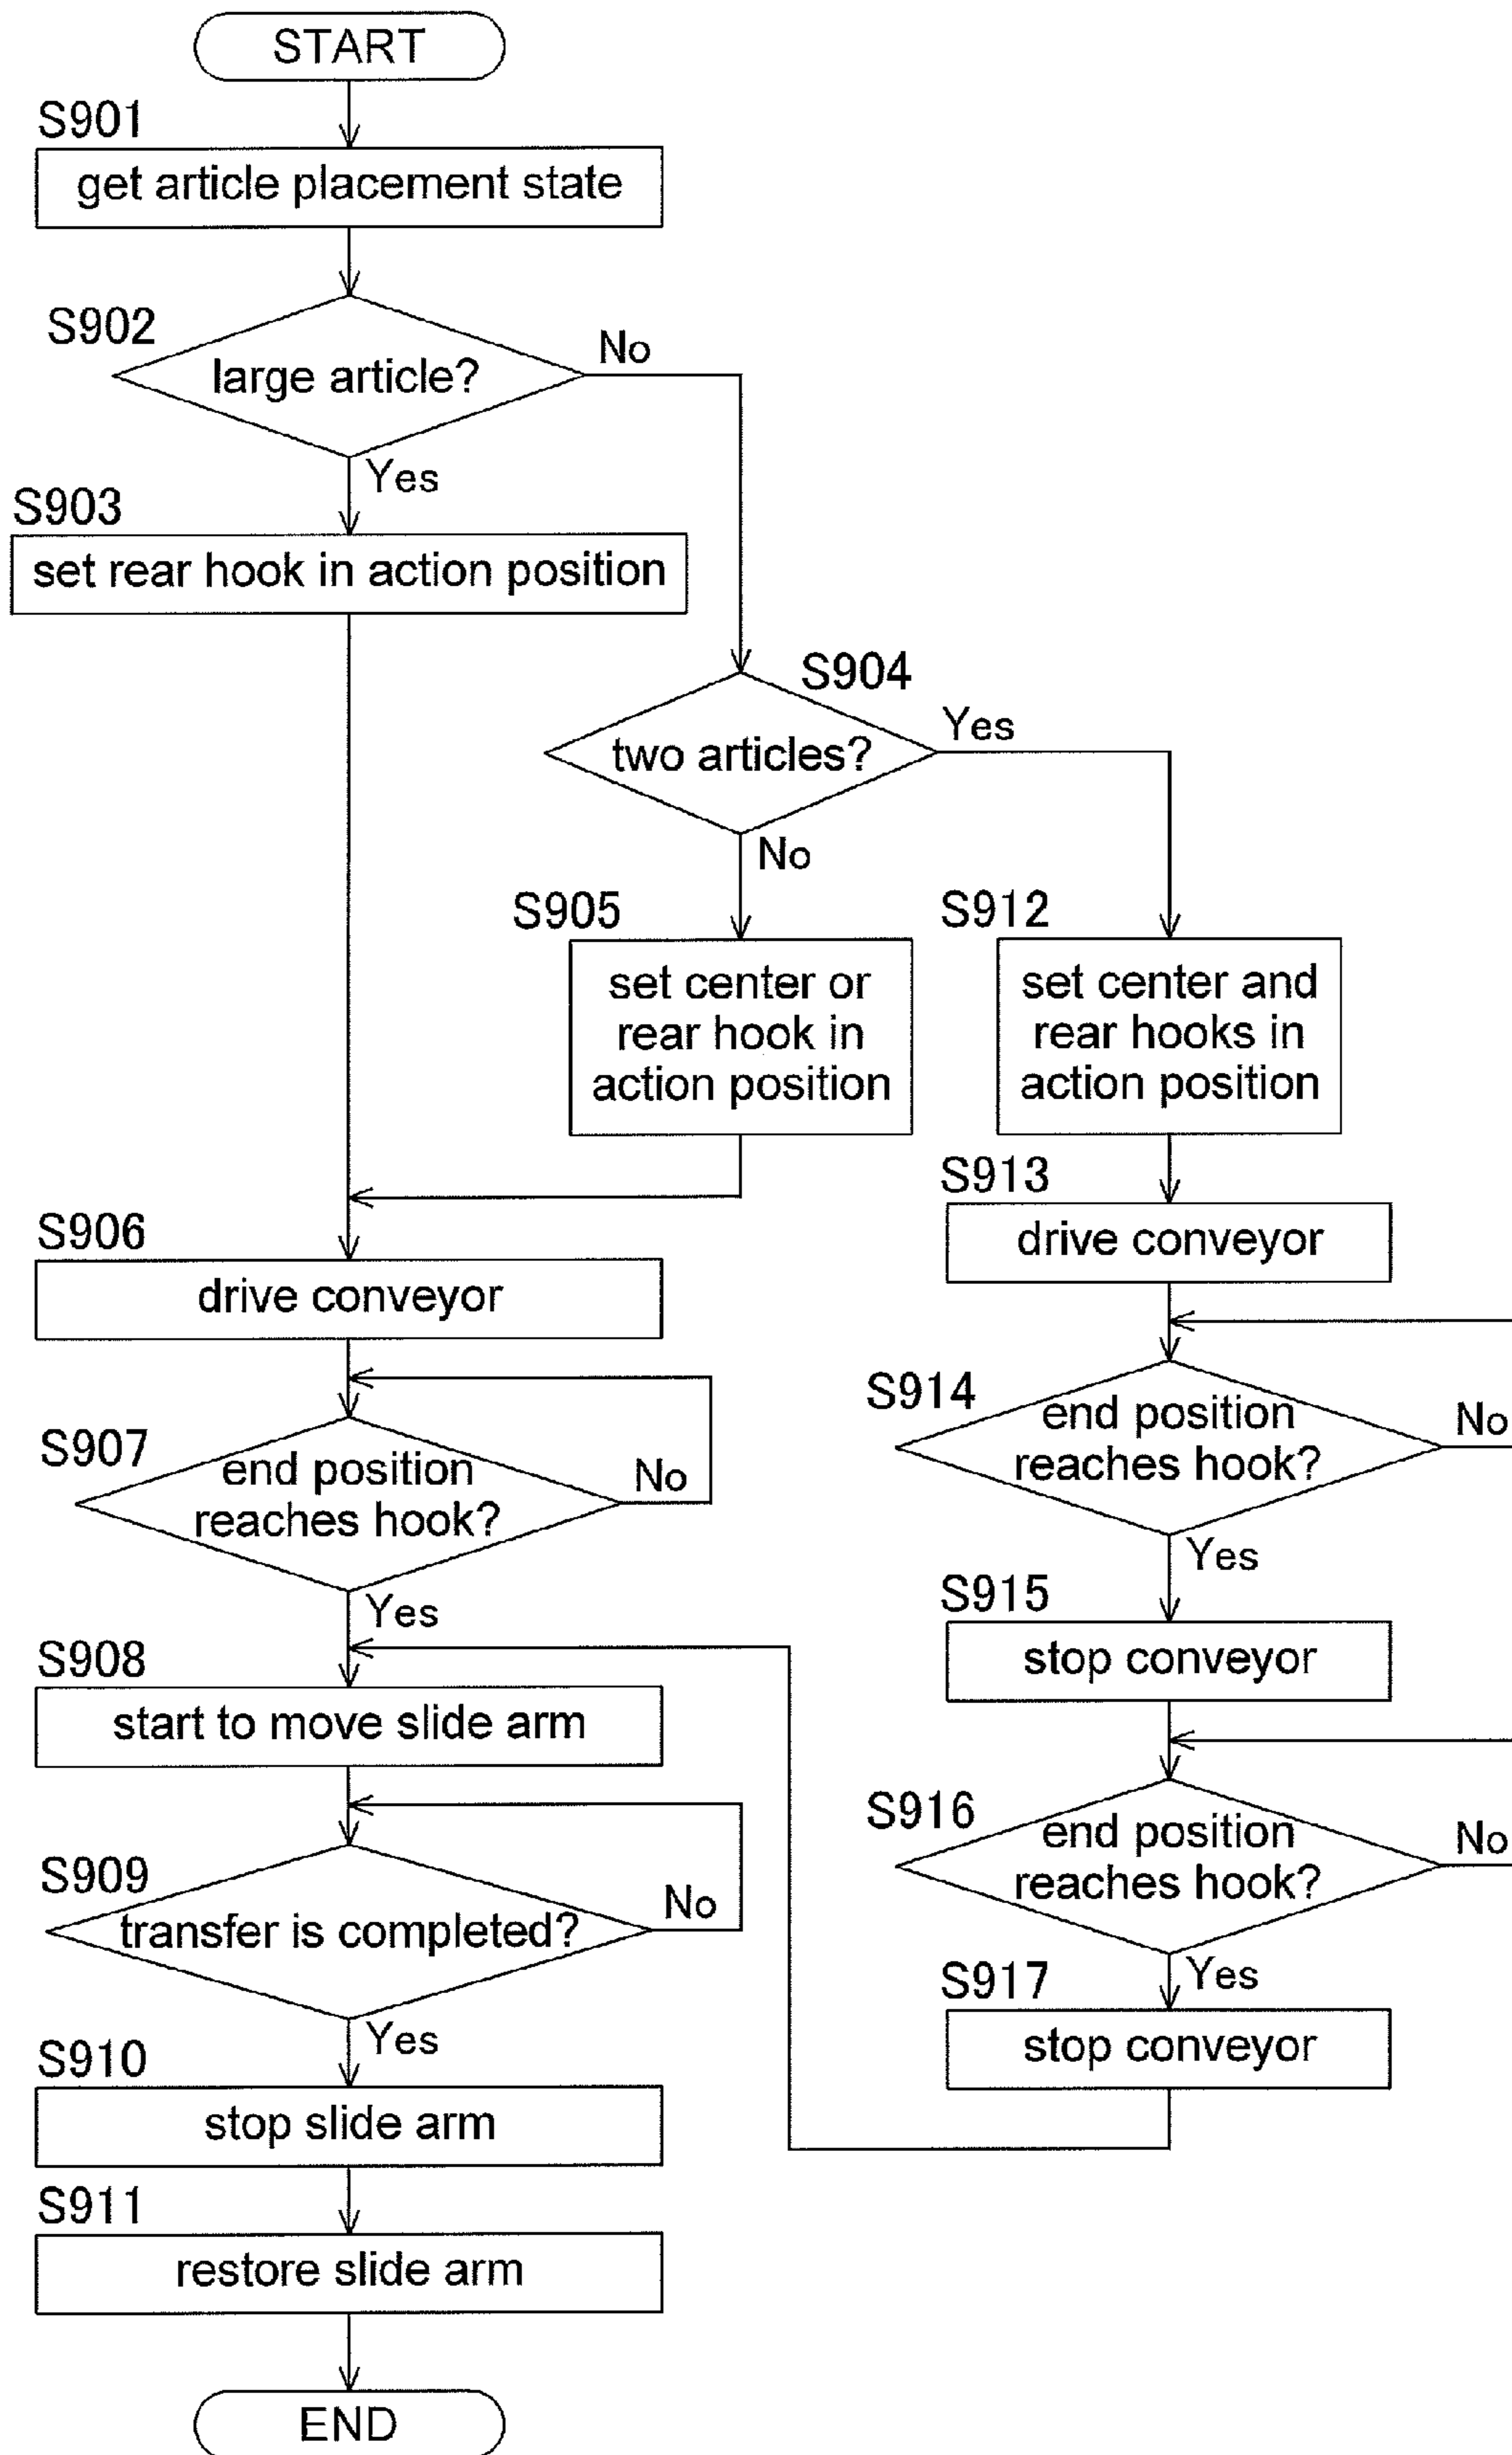 START
S901
get article placement state
S902
large article?
No
Yes
S903
set rear hook in action position
S904
two articles?
Yes
No
S905
set center or
rear hook in
action position
S912
set center and
rear hooks in
action position
S913
drive conveyor
S906
drive conveyor
S914
end position
reaches hook?
No
Yes
S907
end position
reaches hook?
No
Yes
S915
stop conveyor
S908
start to move slide arm
S916
end position
reaches hook?
No
Yes
S909
transfer is completed?
No
Yes
S917
stop conveyor
S910
stop slide arm
S911
restore slide arm
END